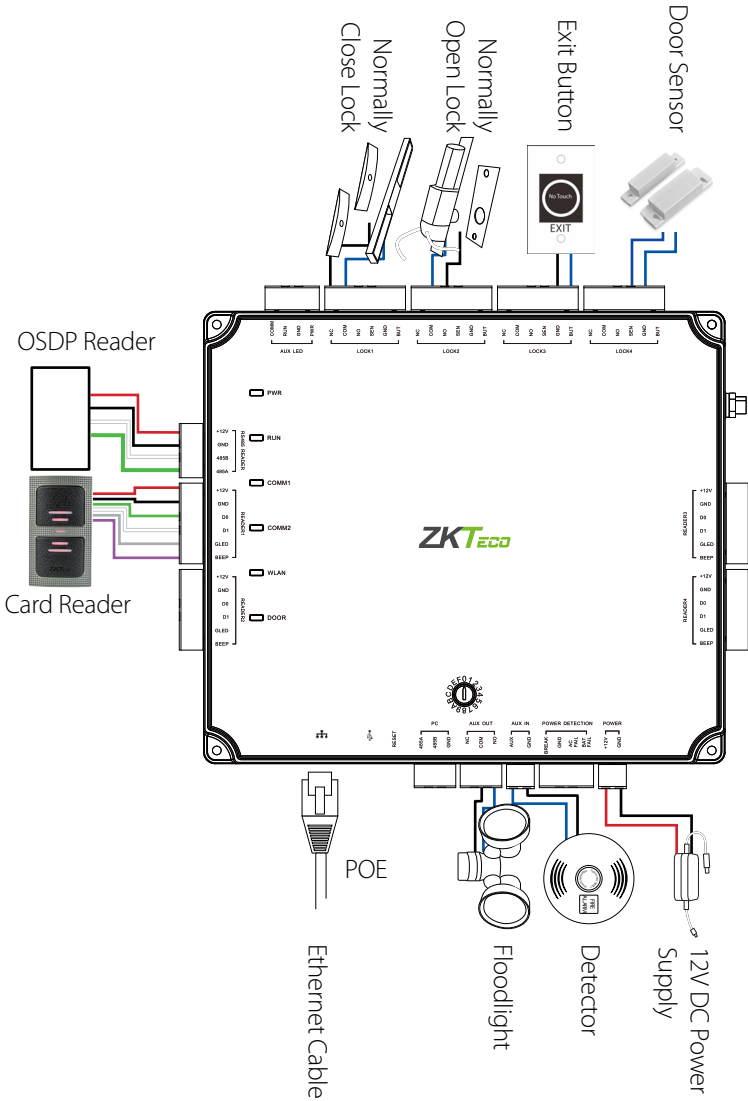 Normally
Close Lock
Normally
Open Lock
Exit Button
Door Sensor
No Touch
EXIT
COMM
RUN
GND
PWR
AUX LED
NC
COM
NO
SEN
GND
BUT
LOCK1
NC
COM
NO
SEN
GND
BUT
LOCK2
NC
COM
NO
SEN
GND
BUT
LOCK3
NC
COM
NO
SEN
GND
BUT
LOCK4
OSDP Reader
+12V
GND
485B
485A
RS485 READER
+12V
GND
D0
D1
GLED
BEEP
READER1
Card Reader
+12V
GND
D0
D1
GLED
BEEP
READER2
PWR
RUN
COMM1
COMM2
WLAN
DOOR
ZKTECO
+12V
GND
D0
D1
GLED
BEEP
READER3
+12V
GND
D0
D1
GLED
BEEP
READER4
0123456789ABCDEF
RESET
PC
485A
485B
GND
AUX OUT
NC
COM
NO
AUX IN
AUX
GND
POWER DETECTION
BREAK
GND
AC
FAIL
BAT
FAIL
POWER
+12V
GND
FIRE
ALARM
POE
Ethernet Cable
Floodlight
Detector
12V DC Power
Supply